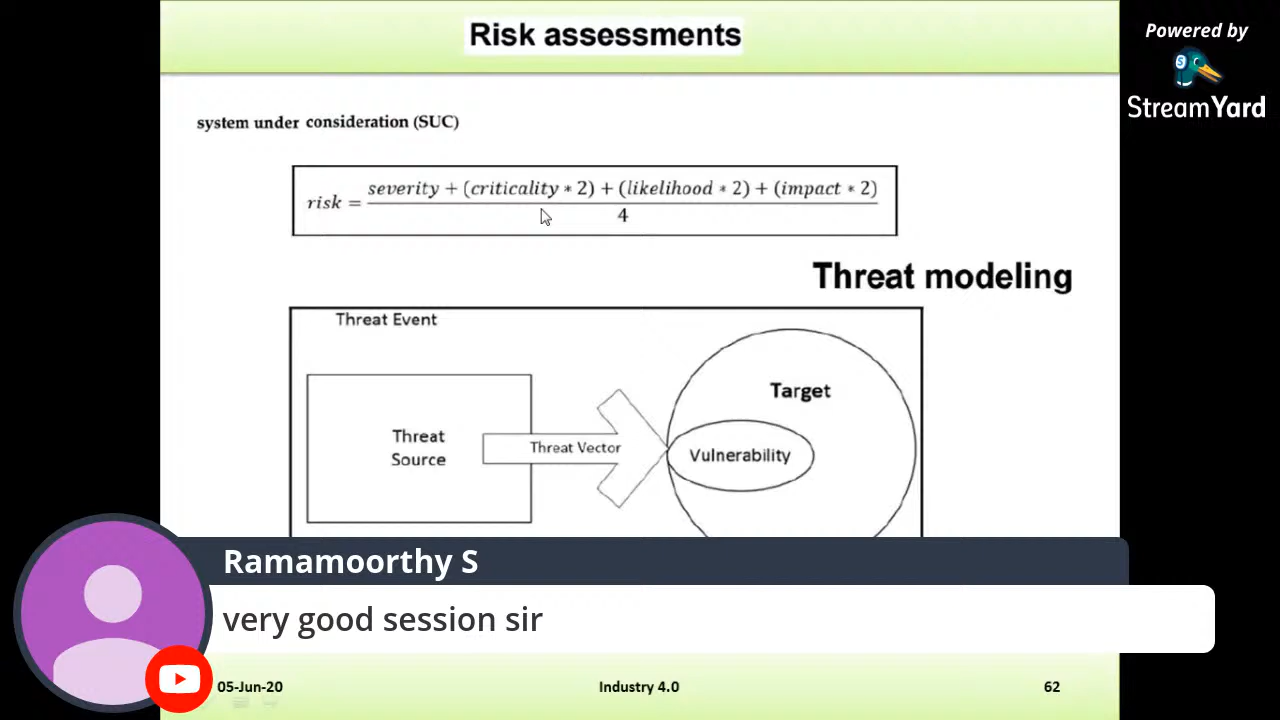 Risk assessments
Powered by
StreamYard
system under consideration (SUC)
risk = severity + (criticality * 2) + (likelihood * 2) + (impact * 2)
4
Threat modeling
Threat Event
Threat
Source
Threat Vector
Target
Vulnerability
Ramamoorthy S
very good session sir
05-Jun-20
Industry 4.0
62